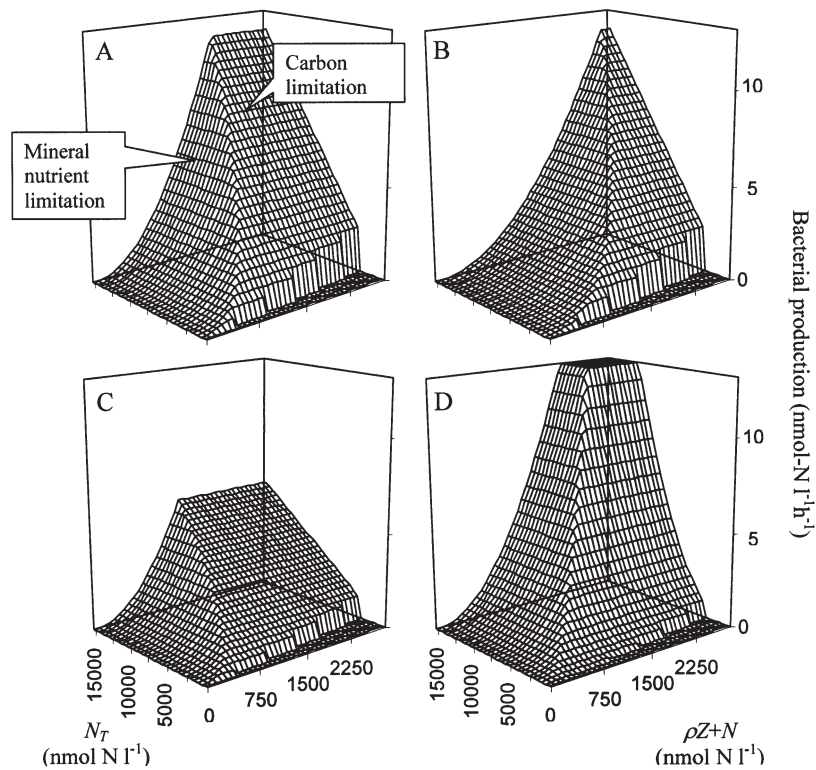 A
Carbon
limitation
Mineral
nutrient
limitation
B
10
5
0
C
D
10
5
0
Bacterial production (nmol-N l⁻¹h⁻¹)
15000
10000
5000
0
750
1500
2250
15000
10000
5000
0
750
1500
2250
N_T
(nmol N l⁻¹)
ρZ+N
(nmol N l⁻¹)